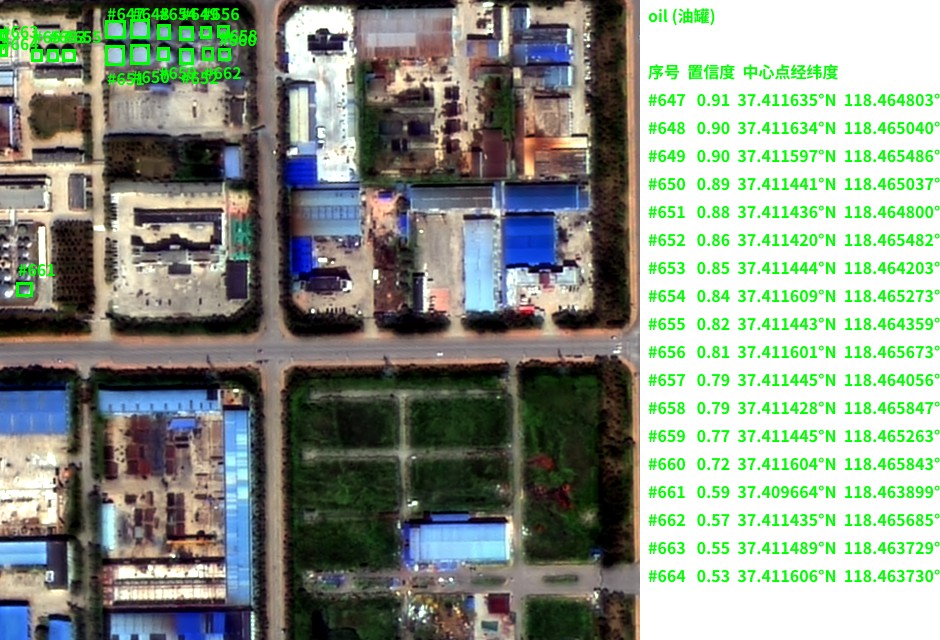 oil (油罐)
序号 置信度 中心点经纬度
#647 0.91 37.411635°N 118.464803°
#648 0.90 37.411634°N 118.465040°
#649 0.90 37.411597°N 118.465486°
#650 0.89 37.411441°N 118.465037°
#651 0.88 37.411436°N 118.464800°
#652 0.86 37.411420°N 118.465482°
#653 0.85 37.411444°N 118.464203°
#654 0.84 37.411609°N 118.465273°
#655 0.82 37.411443°N 118.464359°
#656 0.81 37.411601°N 118.465673°
#657 0.79 37.411445°N 118.464056°
#658 0.79 37.411428°N 118.465847°
#659 0.77 37.411445°N 118.465263°
#660 0.72 37.411604°N 118.465843°
#661 0.59 37.409664°N 118.463899°
#662 0.57 37.411435°N 118.465685°
#663 0.55 37.411489°N 118.463729°
#664 0.53 37.411606°N 118.463730°
#661
#662